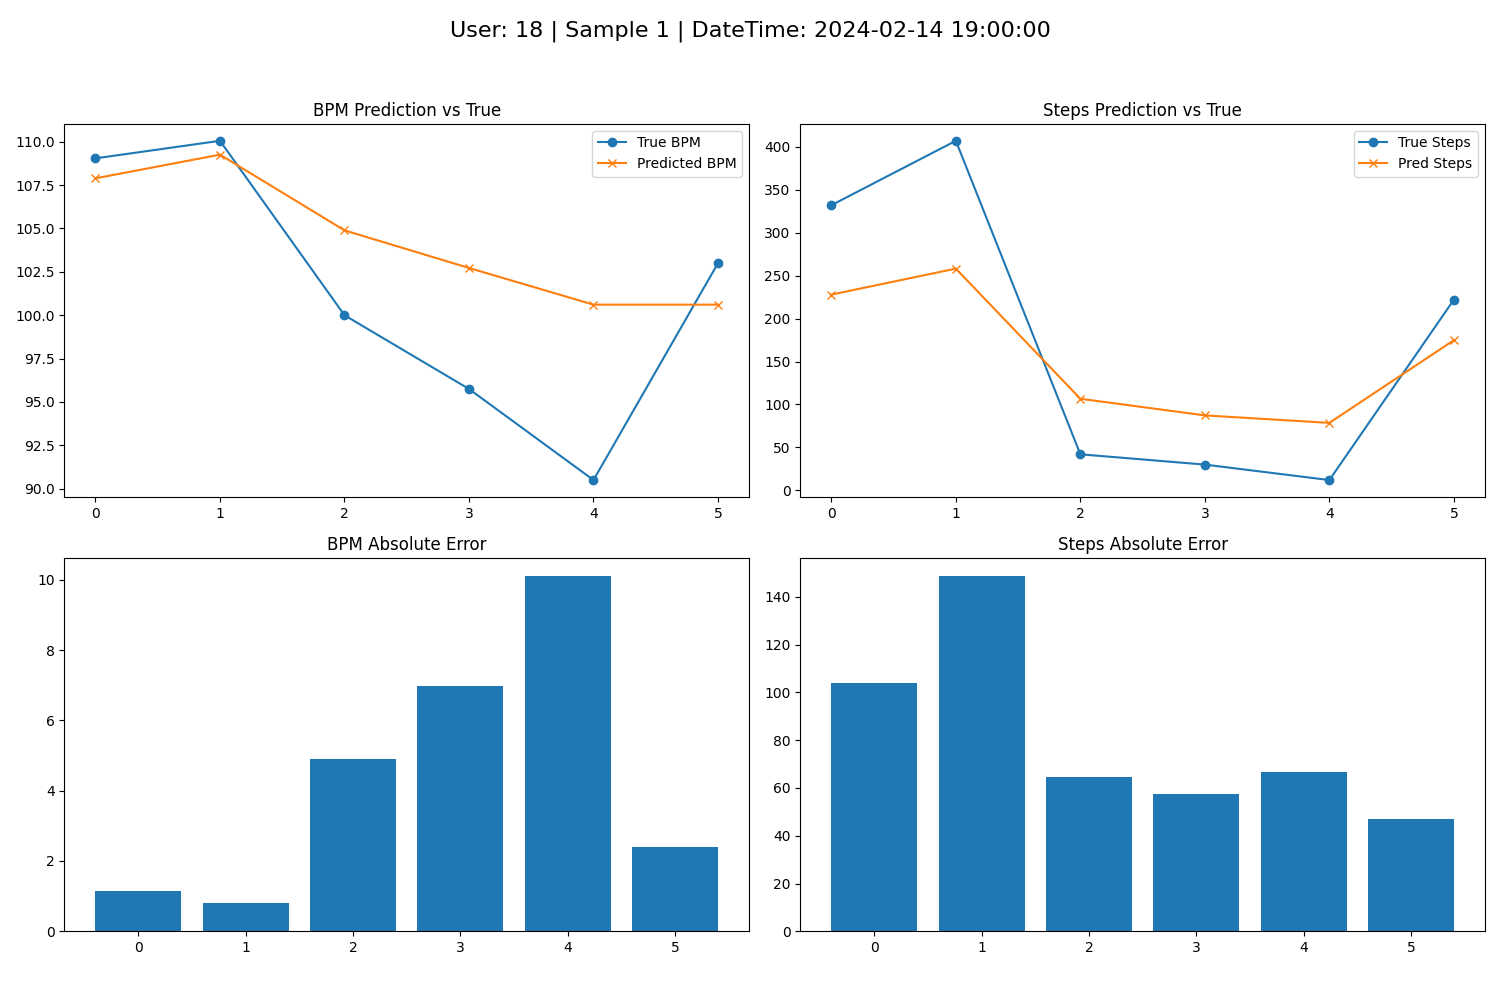 User: 18 | Sample 1 | DateTime: 2024-02-14 19:00:00
BPM Prediction vs True
110.0
107.5
105.0
102.5
100.0
97.5
95.0
92.5
90.0
0 1 2 3 4 5
True BPM
Predicted BPM
Steps Prediction vs True
400
350
300
250
200
150
100
50
0
0 1 2 3 4 5
True Steps
Pred Steps
BPM Absolute Error
10
8
6
4
2
0
0 1 2 3 4 5
Steps Absolute Error
140
120
100
80
60
40
20
0
0 1 2 3 4 5